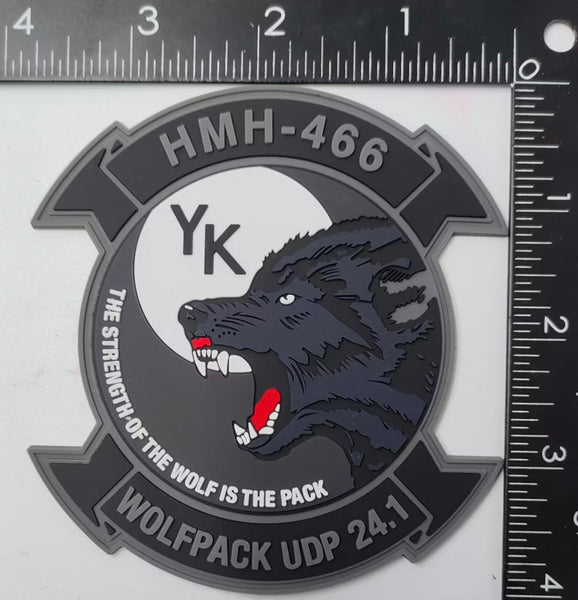 4 3 2 1 0
1
2
3
HMH-466
YK
THE STRENGTH OF THE WOLF IS THE PACK
WOLFPACK UDP 24.1